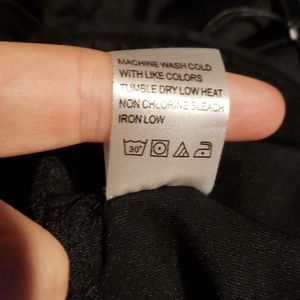 MACHINE WASH COLD
WITH LIKE COLORS
TUMBLE DRY LOW HEAT
NON CHLORINE BLEACH
IRON LOW
30°